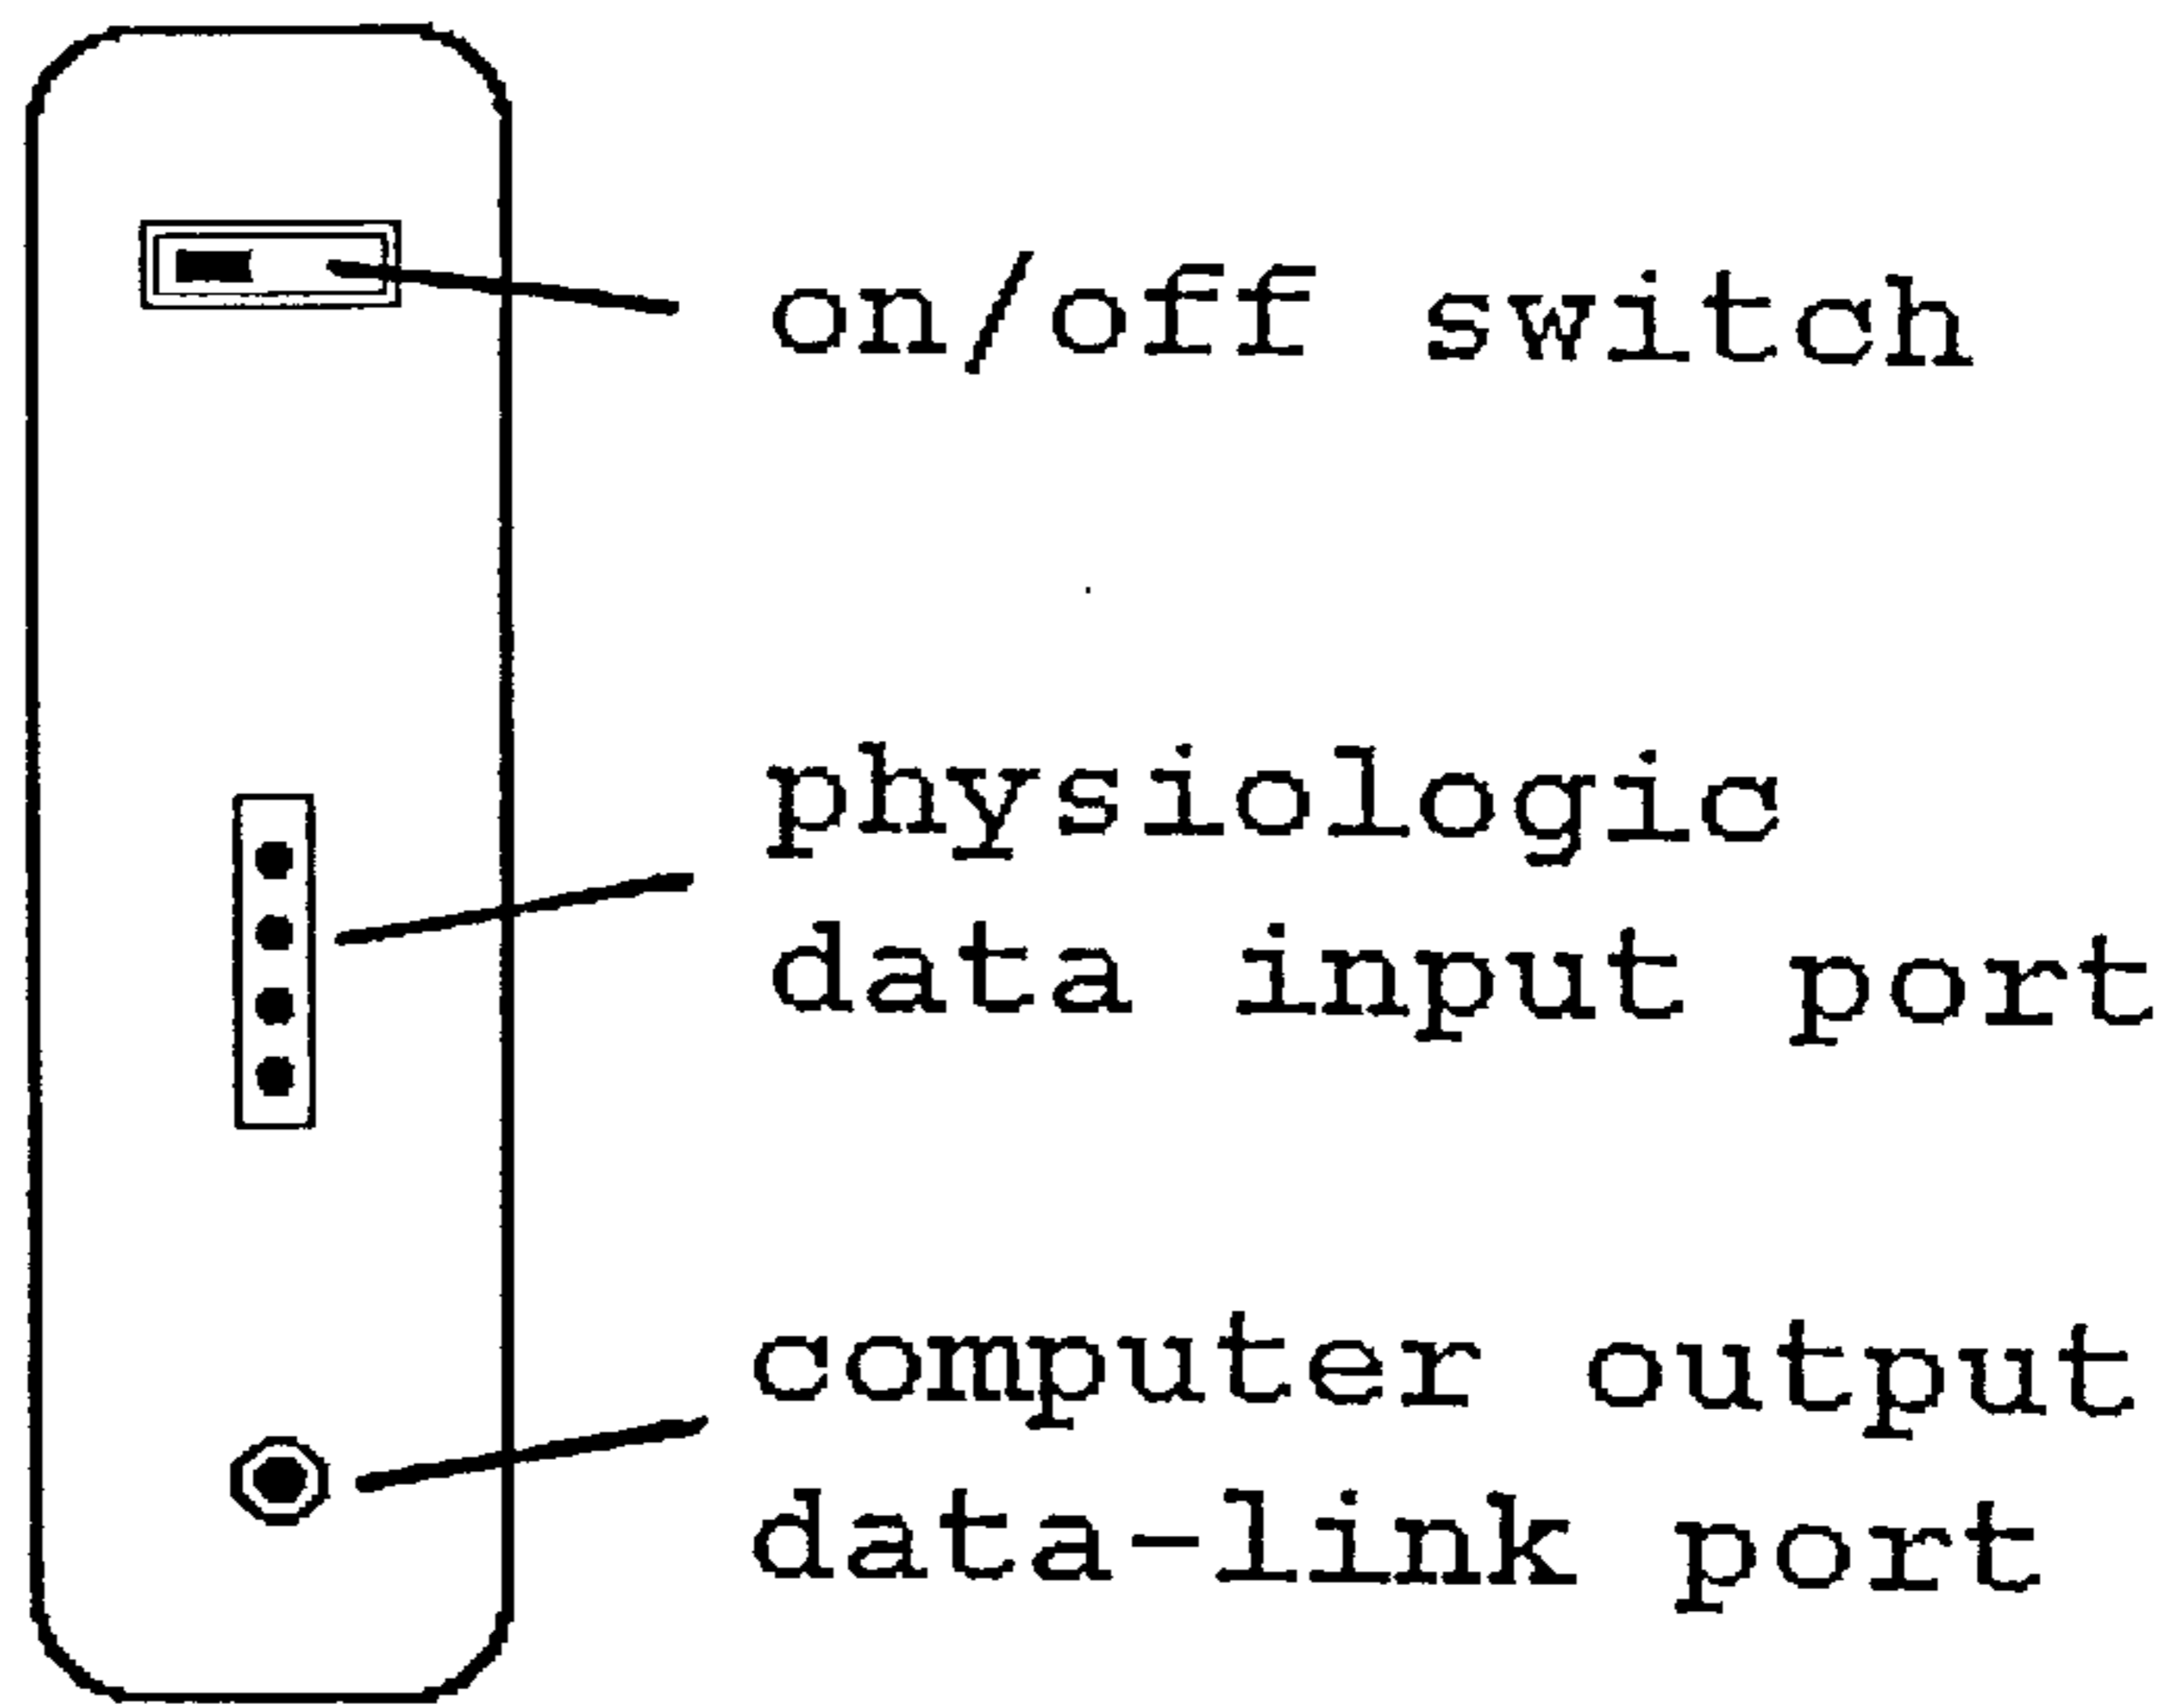 on/off switch
physiologic
data input port
computer output
data-link port